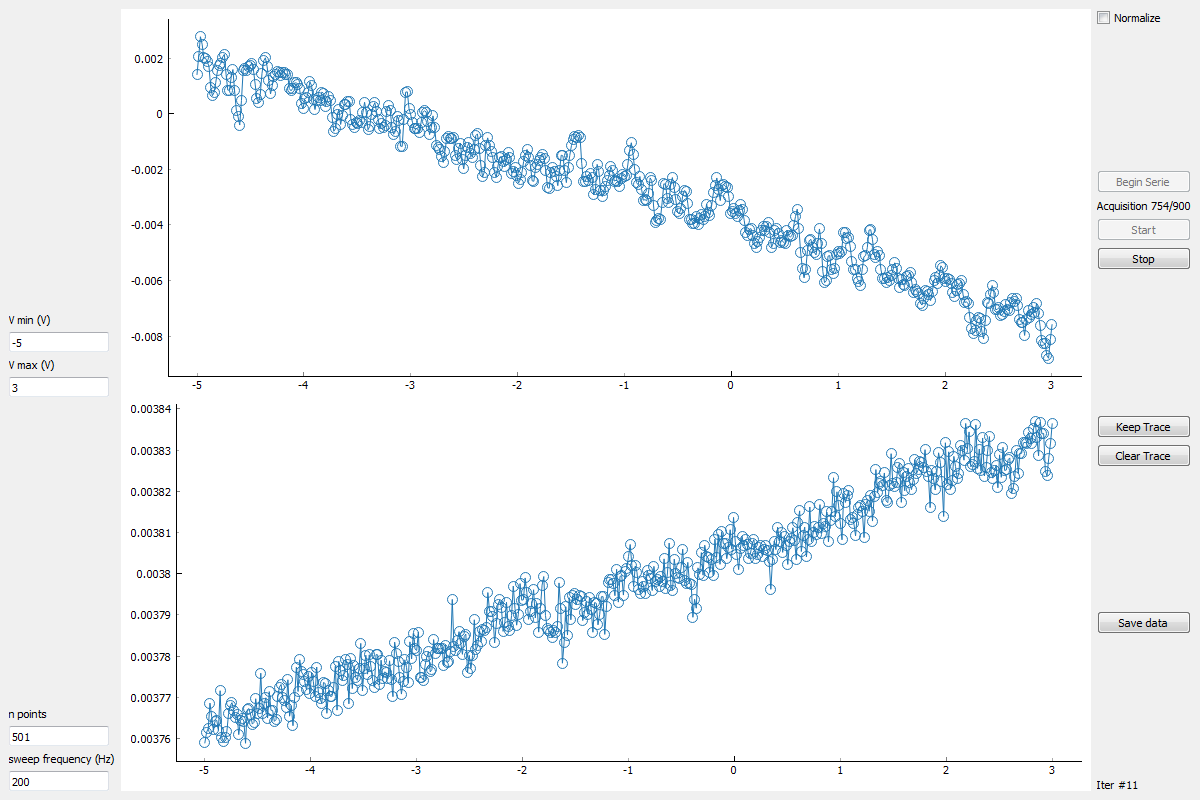 Normalize
0.002
0
-0.002
-0.004
-0.006
-0.008
-5 -4 -3 -2 -1 0 1 2 3
Begin Serie
Acquisition 754/900
Start
Stop
V min (V)
-5
V max (V)
3
0.00384
0.00383
0.00382
0.00381
0.0038
0.00379
0.00378
0.00377
0.00376
-5 -4 -3 -2 -1 0 1 2 3
Keep Trace
Clear Trace
Save data
n points
501
sweep frequency (Hz)
200
Iter #11